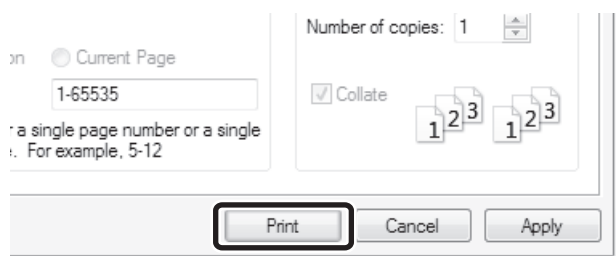 Number of copies: 1
on Current Page
1-65535
Collate
1 2 3 1 2 3
r a single page number or a single
e. For example, 5-12
Print Cancel Apply